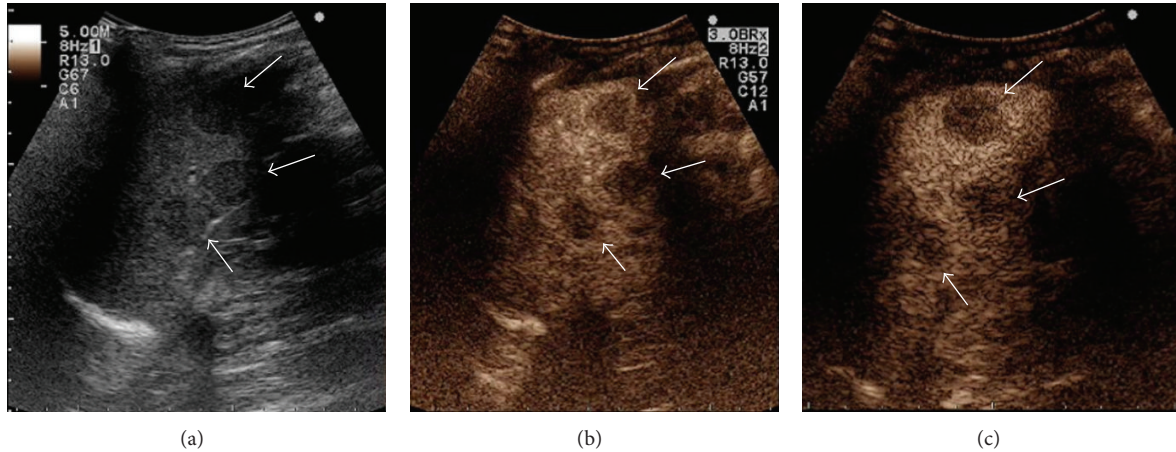 5.00M
8Hz1
R13.0
G67
C6
A1
3.0BRx
8Hz2
R13.0
G57
C12
A1
(a)
(b)
(c)